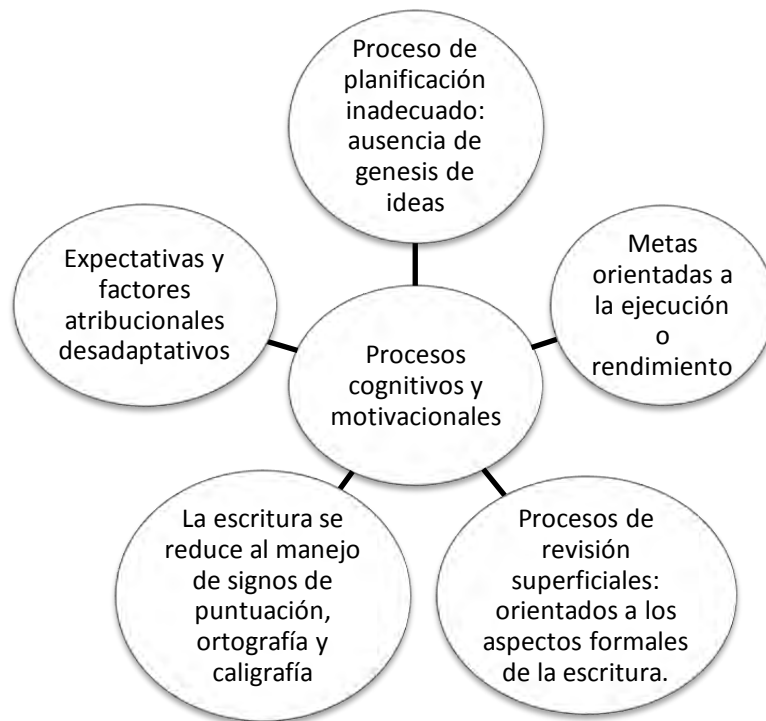 Proceso de
planificación
inadecuado:
ausencia de
genesis de
ideas
Metas
orientadas a
la ejecución
o
rendimiento
Procesos de
revisión
superficiales:
orientados a los
aspectos formales
de la escritura.
La escritura se
reduce al manejo
de signos de
puntuación,
ortografía y
caligrafía
Expectativas y
factores
atribucionales
desadaptativos
Procesos
cognitivos y
motivacionales